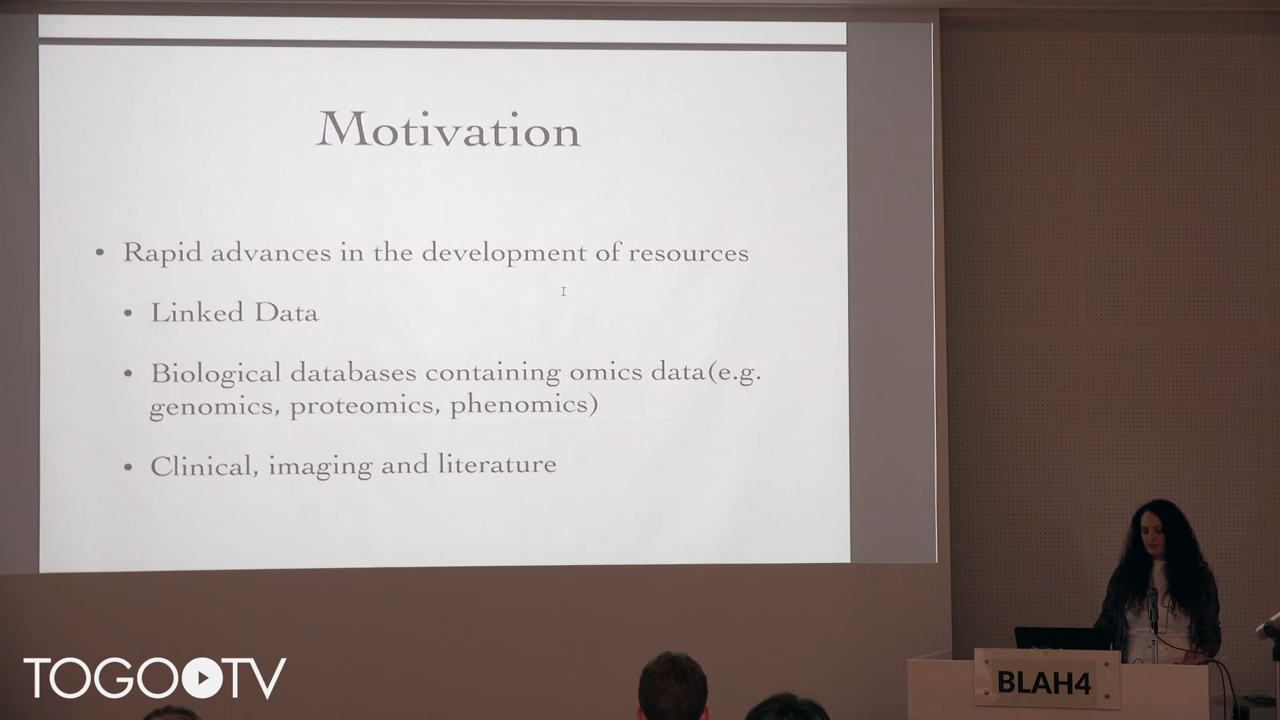 Motivation
• Rapid advances in the development of resources
• Linked Data
• Biological databases containing omics data(e.g.
genomics, proteomics, phenomics)
• Clinical, imaging and literature
TOGOTV
BLAH4